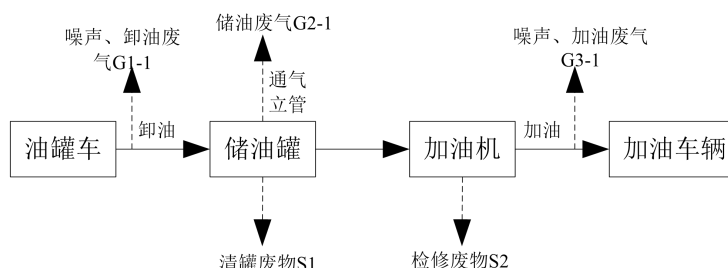 噪声、卸油废
气G1-1
储油废气G2-1
噪声、加油废气
G3-1
通气
立管
油罐车
卸油
储油罐
加油机
加油
加油车辆
清罐废物S1
检修废物S2